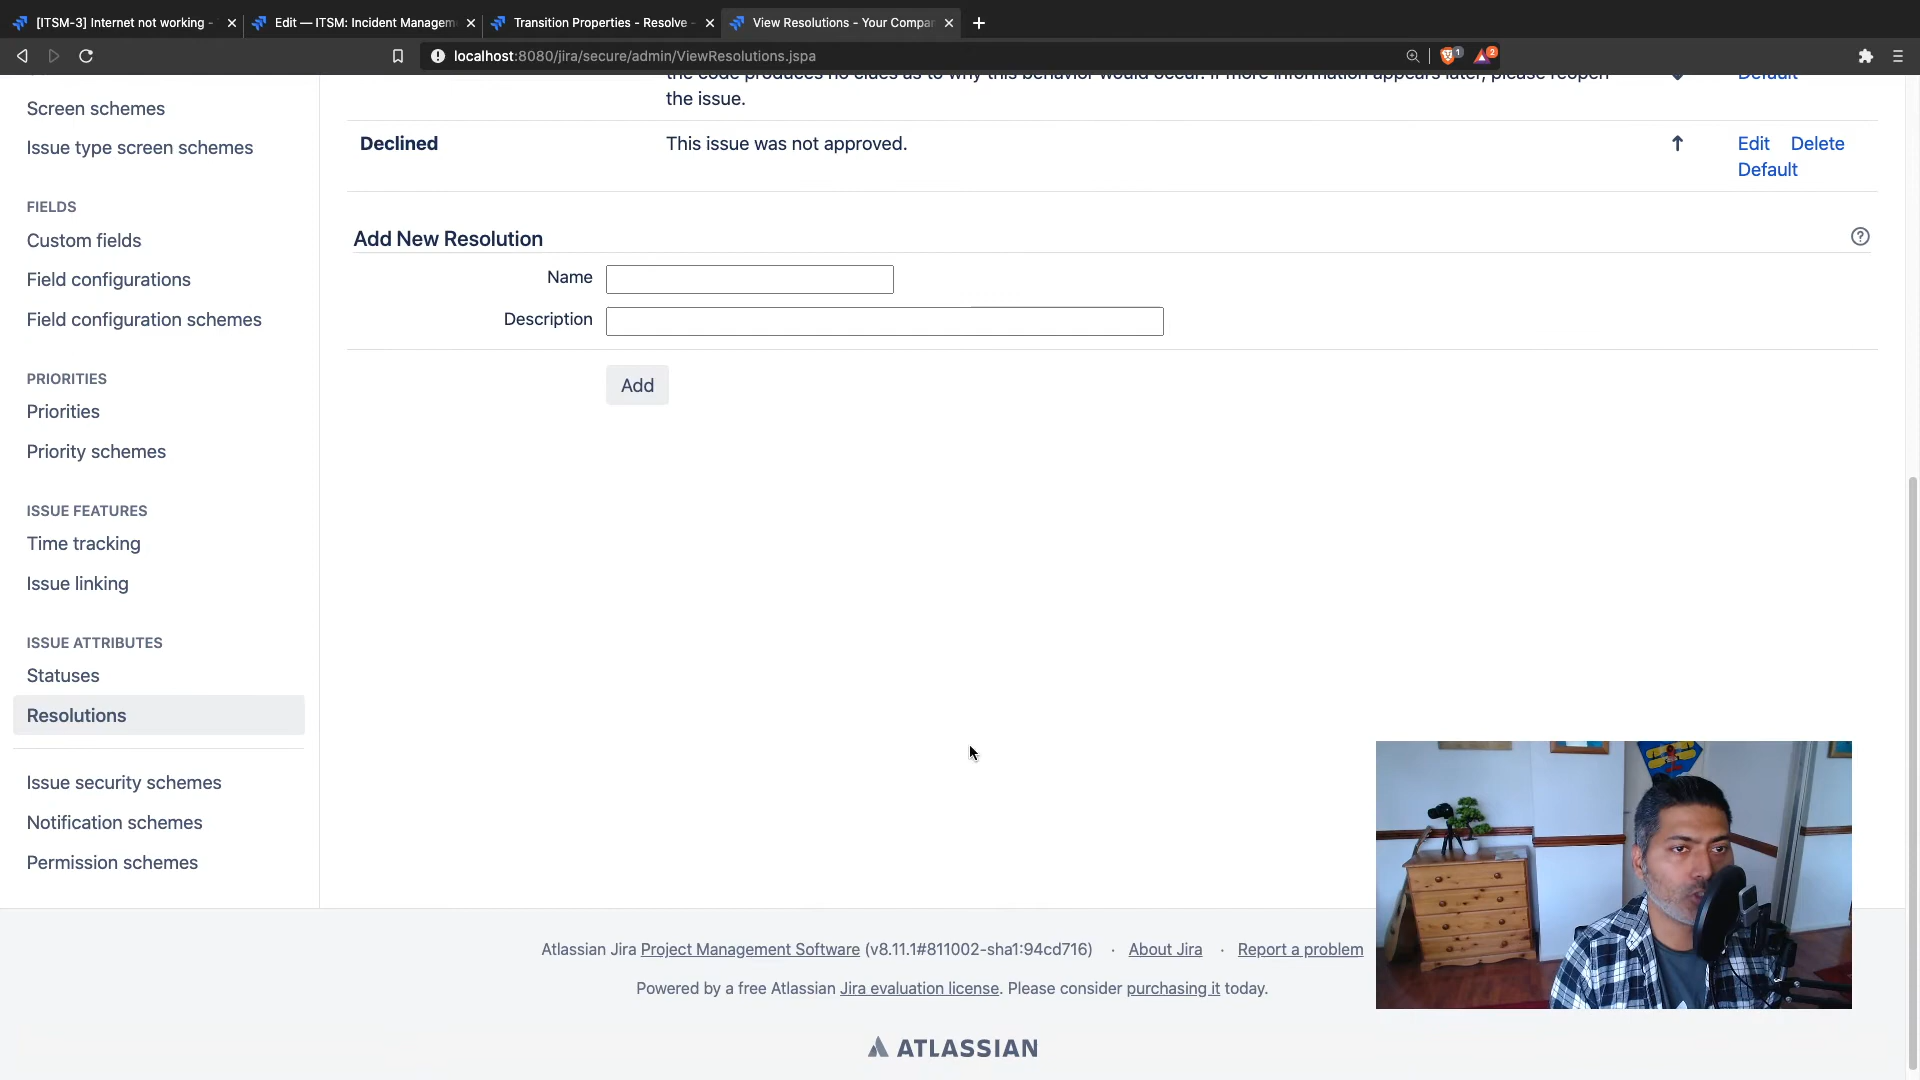 [ITSM-3] Internet not working -
Edit — ITSM: Incident Managem
Transition Properties - Resolve -
View Resolutions - Your Compan
localhost:8080/jira/secure/admin/ViewResolutions.jspa
1
2
the code produces no clues as to why this behavior would occur. If more information appears later, please reopen
the issue.
Default
Declined
This issue was not approved.
Edit Delete
Default
Screen schemes
Issue type screen schemes
FIELDS
Custom fields
Field configurations
Field configuration schemes
PRIORITIES
Priorities
Priority schemes
ISSUE FEATURES
Time tracking
Issue linking
ISSUE ATTRIBUTES
Statuses
Resolutions
Issue security schemes
Notification schemes
Permission schemes
Add New Resolution
Name
Description
Add
Atlassian Jira Project Management Software (v8.11.1#811002-sha1:94cd716) · About Jira · Report a problem
Powered by a free Atlassian Jira evaluation license. Please consider purchasing it today.
ATLASSIAN